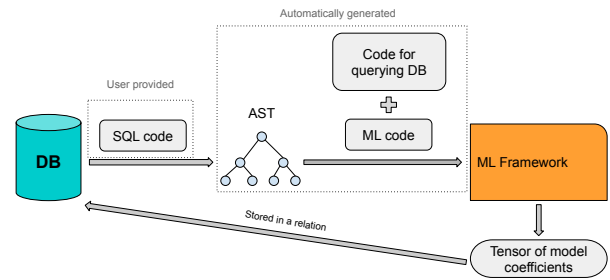 Automatically generated
Code for
querying DB
User provided
AST
SQL code
ML code
DB
ML Framework
Stored in a relation
Tensor of model
coefficients